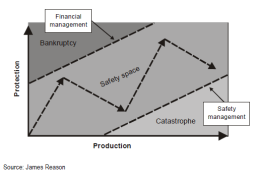 Financial
management
Bankruptcy
Safety space
Protection
Safety
management
Catastrophe
Production
Source: James Reason